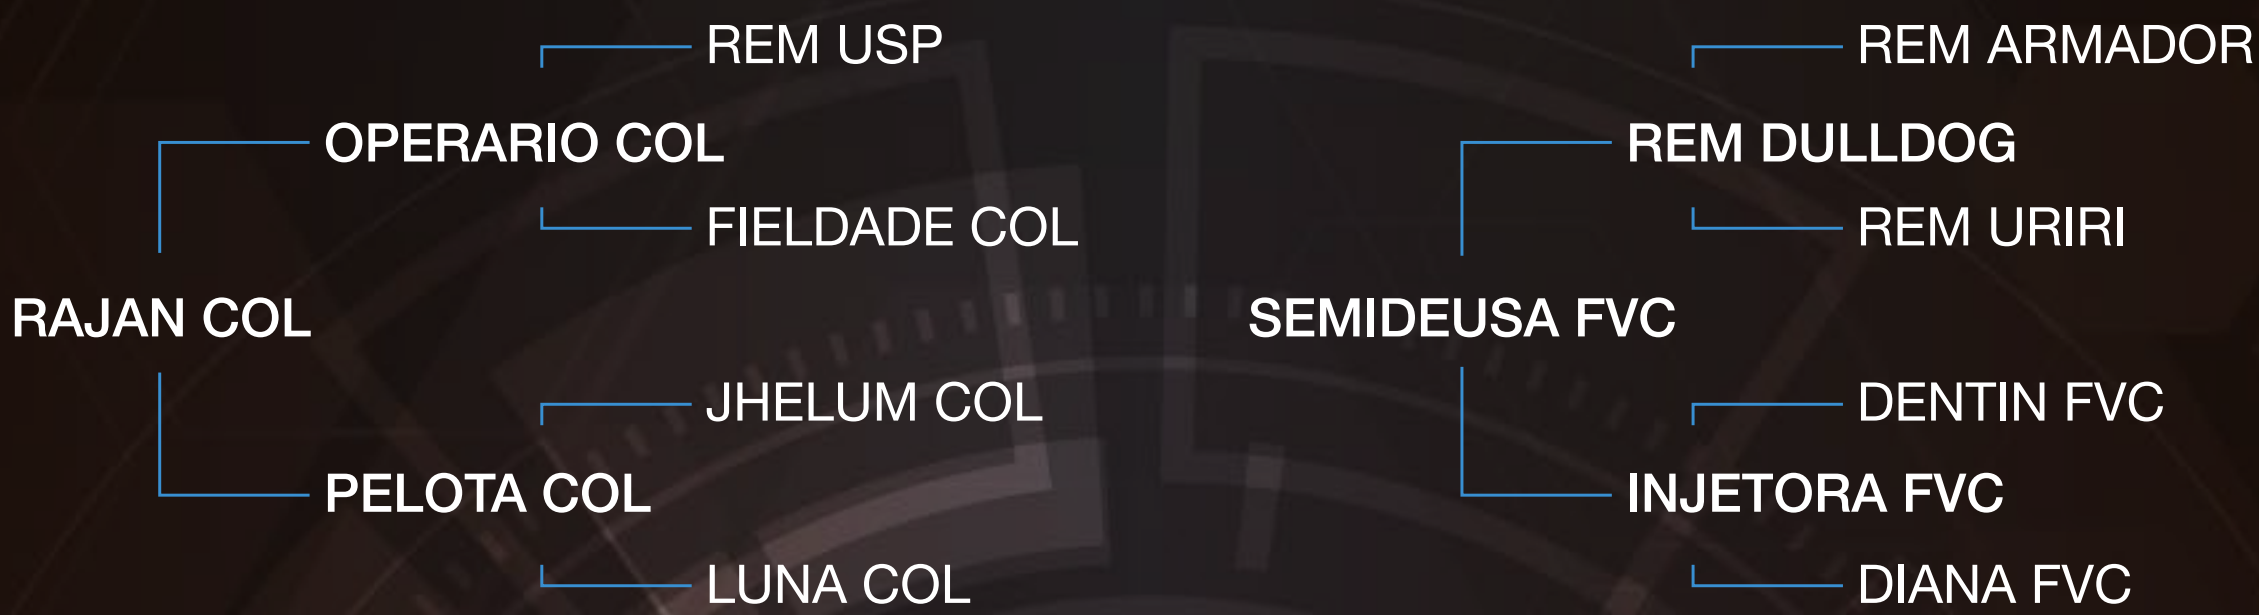 REM USP
OPERARIO COL
FIELDADE COL
RAJAN COL
JHELUM COL
PELOTA COL
LUNA COL
REM ARMADOR
REM DULLDOG
REM URIRI
SEMIDEUSA FVC
DENTIN FVC
INJETORA FVC
DIANA FVC